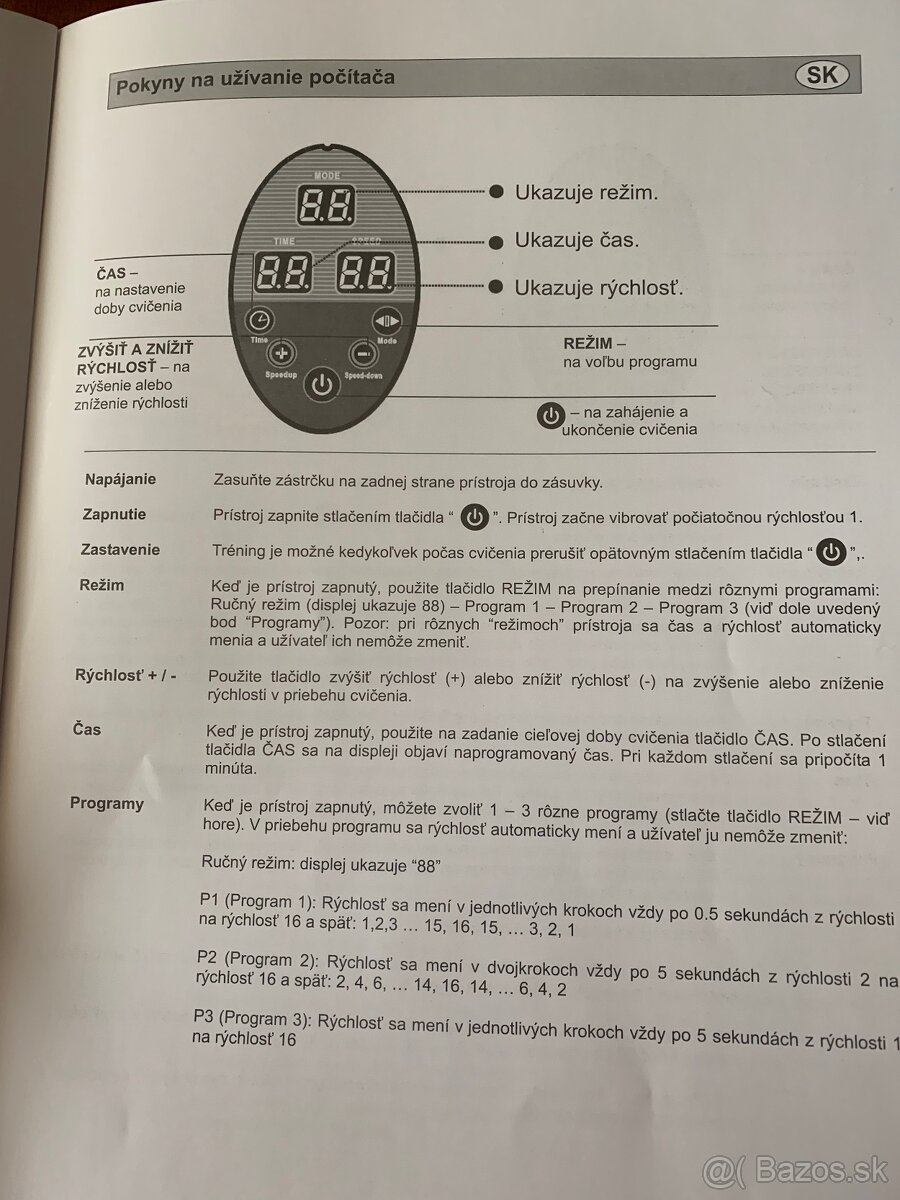 Pokyny na užívanie počítača
SK
MODE
88
Ukazuje režim.
TIME
SPEED
88
88
Ukazuje čas.
Ukazuje rýchlosť.
ČAS –
na nastavenie
doby cvičenia
Time
Mode
Speedup
Speed-down
ZVÝŠIŤ A ZNÍŽIŤ
RÝCHLOSŤ – na
zvýšenie alebo
zníženie rýchlosti
REŽIM –
na voľbu programu
– na zahájenie a
ukončenie cvičenia
Napájanie Zasuňte zástrčku na zadnej strane prístroja do zásuvky.
Zapnutie Prístroj zapnite stlačením tlačidla “ ”. Prístroj začne vibrovať počiatočnou rýchlosťou 1.
Zastavenie Tréning je možné kedykoľvek počas cvičenia prerušiť opätovným stlačením tlačidla “ ”,.
Režim Keď je prístroj zapnutý, použite tlačidlo REŽIM na prepínanie medzi rôznymi programami:
Ručný režim (displej ukazuje 88) – Program 1 – Program 2 – Program 3 (viď dole uvedený
bod “Programy”). Pozor: pri rôznych “režimoch” prístroja sa čas a rýchlosť automaticky
menia a užívateľ ich nemôže zmeniť.
Rýchlosť + / - Použite tlačidlo zvýšiť rýchlosť (+) alebo znížiť rýchlosť (-) na zvýšenie alebo zníženie
rýchlosti v priebehu cvičenia.
Čas Keď je prístroj zapnutý, použite na zadanie cieľovej doby cvičenia tlačidlo ČAS. Po stlačení
tlačidla ČAS sa na displeji objaví naprogramovaný čas. Pri každom stlačení sa pripočíta 1
minúta.
Programy Keď je prístroj zapnutý, môžete zvoliť 1 – 3 rôzne programy (stlačte tlačidlo REŽIM – viď
hore). V priebehu programu sa rýchlosť automaticky mení a užívateľ ju nemôže zmeniť:
Ručný režim: displej ukazuje “88”
P1 (Program 1): Rýchlosť sa mení v jednotlivých krokoch vždy po 0.5 sekundách z rýchlosti
na rýchlosť 16 a späť: 1,2,3 … 15, 16, 15, … 3, 2, 1
P2 (Program 2): Rýchlosť sa mení v dvojkrokoch vždy po 5 sekundách z rýchlosti 2 na
rýchlosť 16 a späť: 2, 4, 6, … 14, 16, 14, … 6, 4, 2
P3 (Program 3): Rýchlosť sa mení v jednotlivých krokoch vždy po 5 sekundách z rýchlosti 1
na rýchlosť 16
@( Bazos.sk